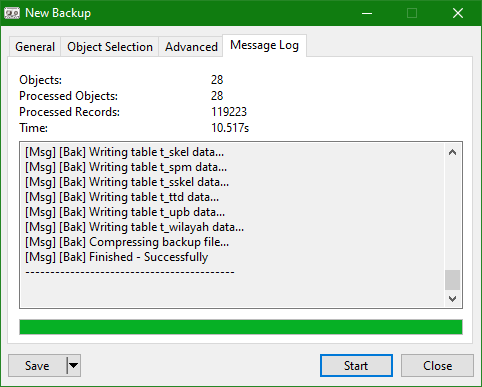 New Backup
General Object Selection Advanced Message Log
Objects: 28
Processed Objects: 28
Processed Records: 119223
Time: 10.517s
[Msg] [Bak] Writing table t_skel data...
[Msg] [Bak] Writing table t_spm data...
[Msg] [Bak] Writing table t_sskel data...
[Msg] [Bak] Writing table t_ttd data...
[Msg] [Bak] Writing table t_upb data...
[Msg] [Bak] Writing table t_wilayah data...
[Msg] [Bak] Compressing backup file...
[Msg] [Bak] Finished - Successfully
------------------------------------------
Save Start Close